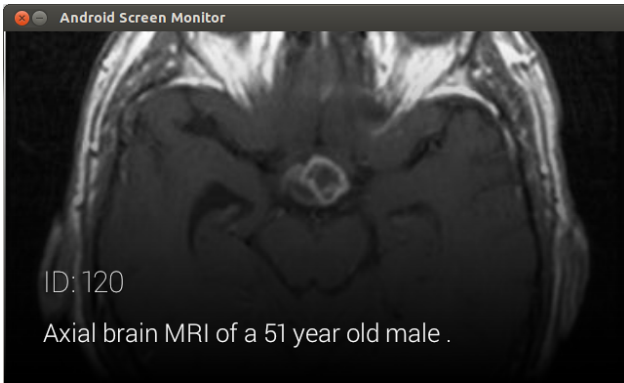 Android Screen Monitor
ID: 120
Axial brain MRI of a 51 year old male .